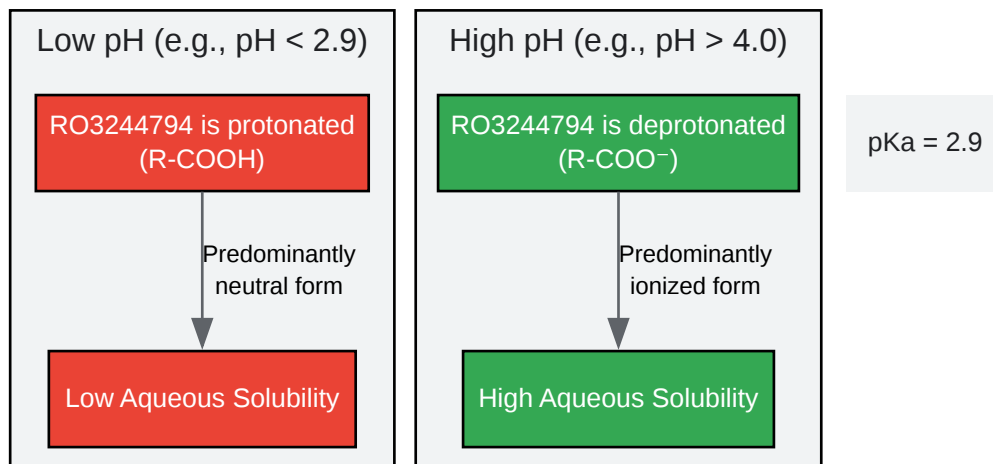 Low pH (e.g., pH < 2.9)
RO3244794 is protonated
(R-COOH)
Predominantly
neutral form
Low Aqueous Solubility
High pH (e.g., pH > 4.0)
RO3244794 is deprotonated
(R-COO⁻)
Predominantly
ionized form
High Aqueous Solubility
pKa = 2.9